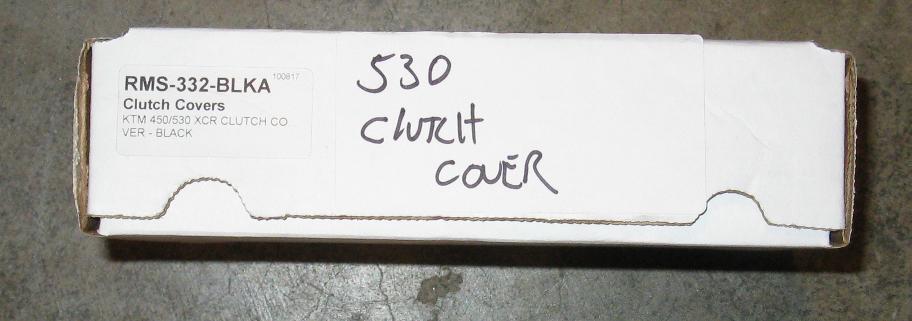 RMS-332-BLKA 100817
Clutch Covers
KTM 450/530 XCR CLUTCH CO
VER - BLACK
530
CLUTCH
COVER